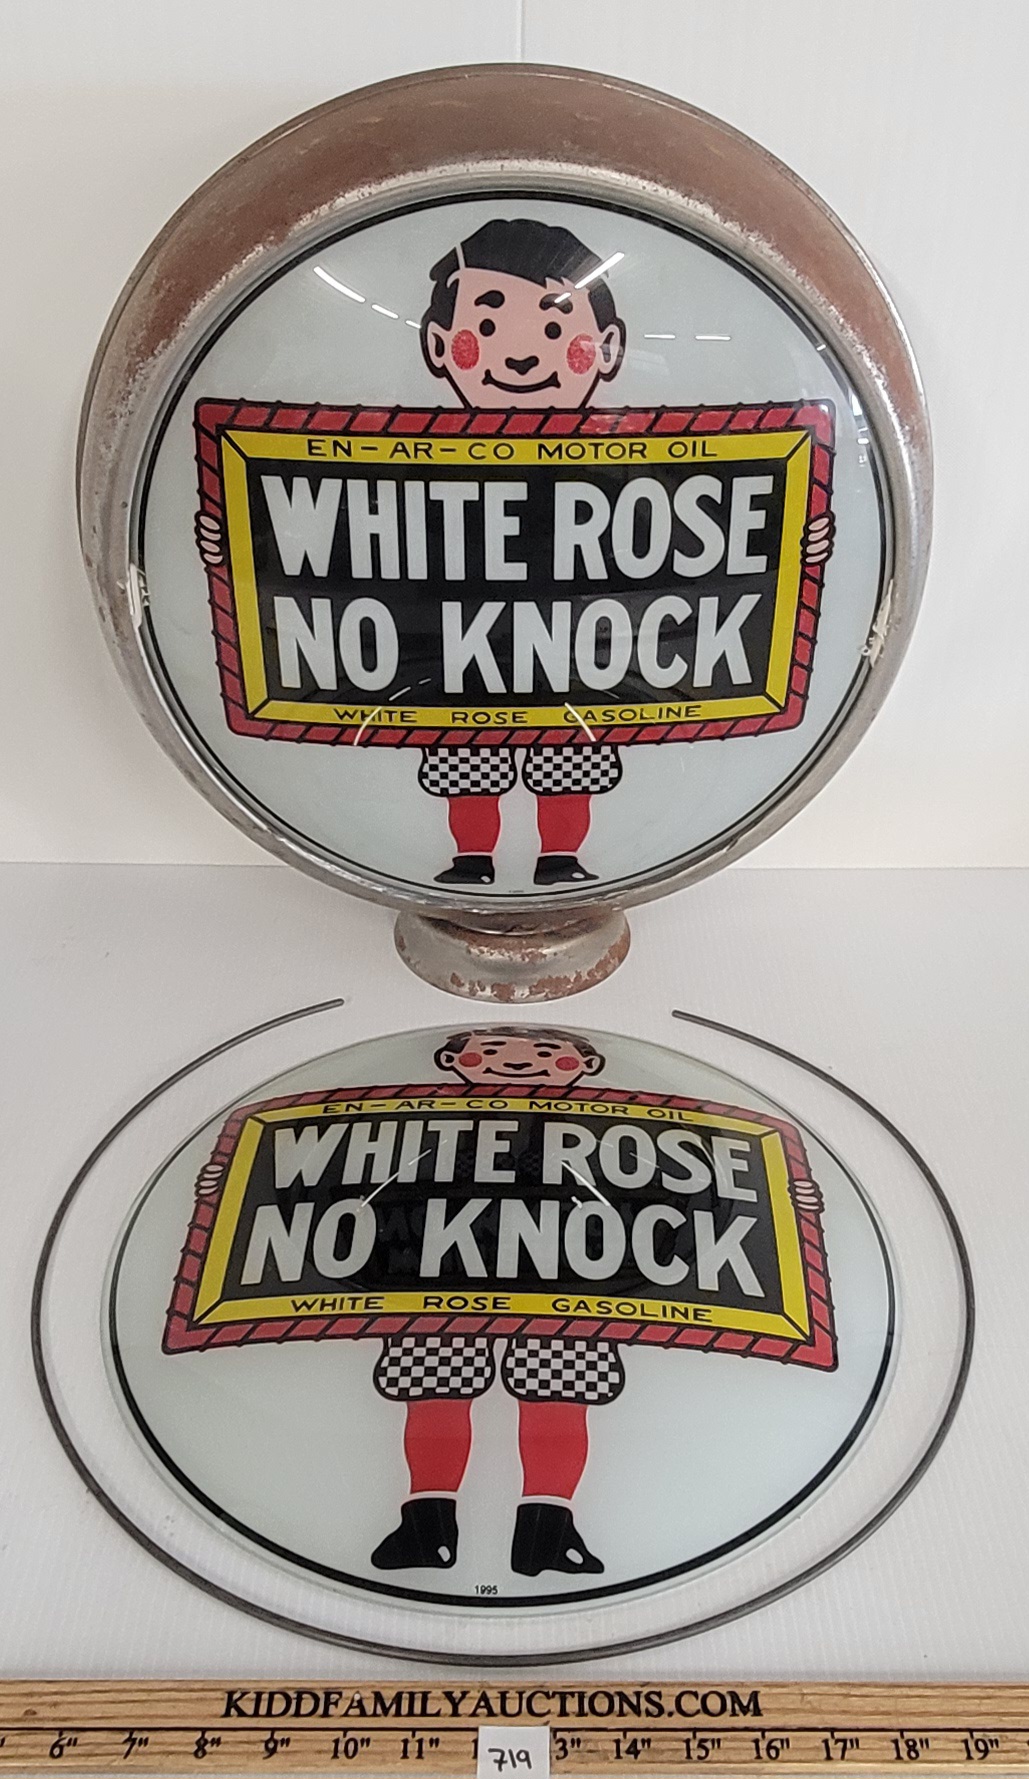 EN-AR-CO MOTOR OIL
WHITE ROSE
NO KNOCK
WHITE ROSE GASOLINE
EN-AR-CO MOTOR OIL
WHITE ROSE
NO KNOCK
WHITE ROSE GASOLINE
1995
KIDDFAMILYAUCTIONS.COM
6" 7" 8" 9" 10" 11" 1 719 3" 14" 15" 16" 17" 18" 19"